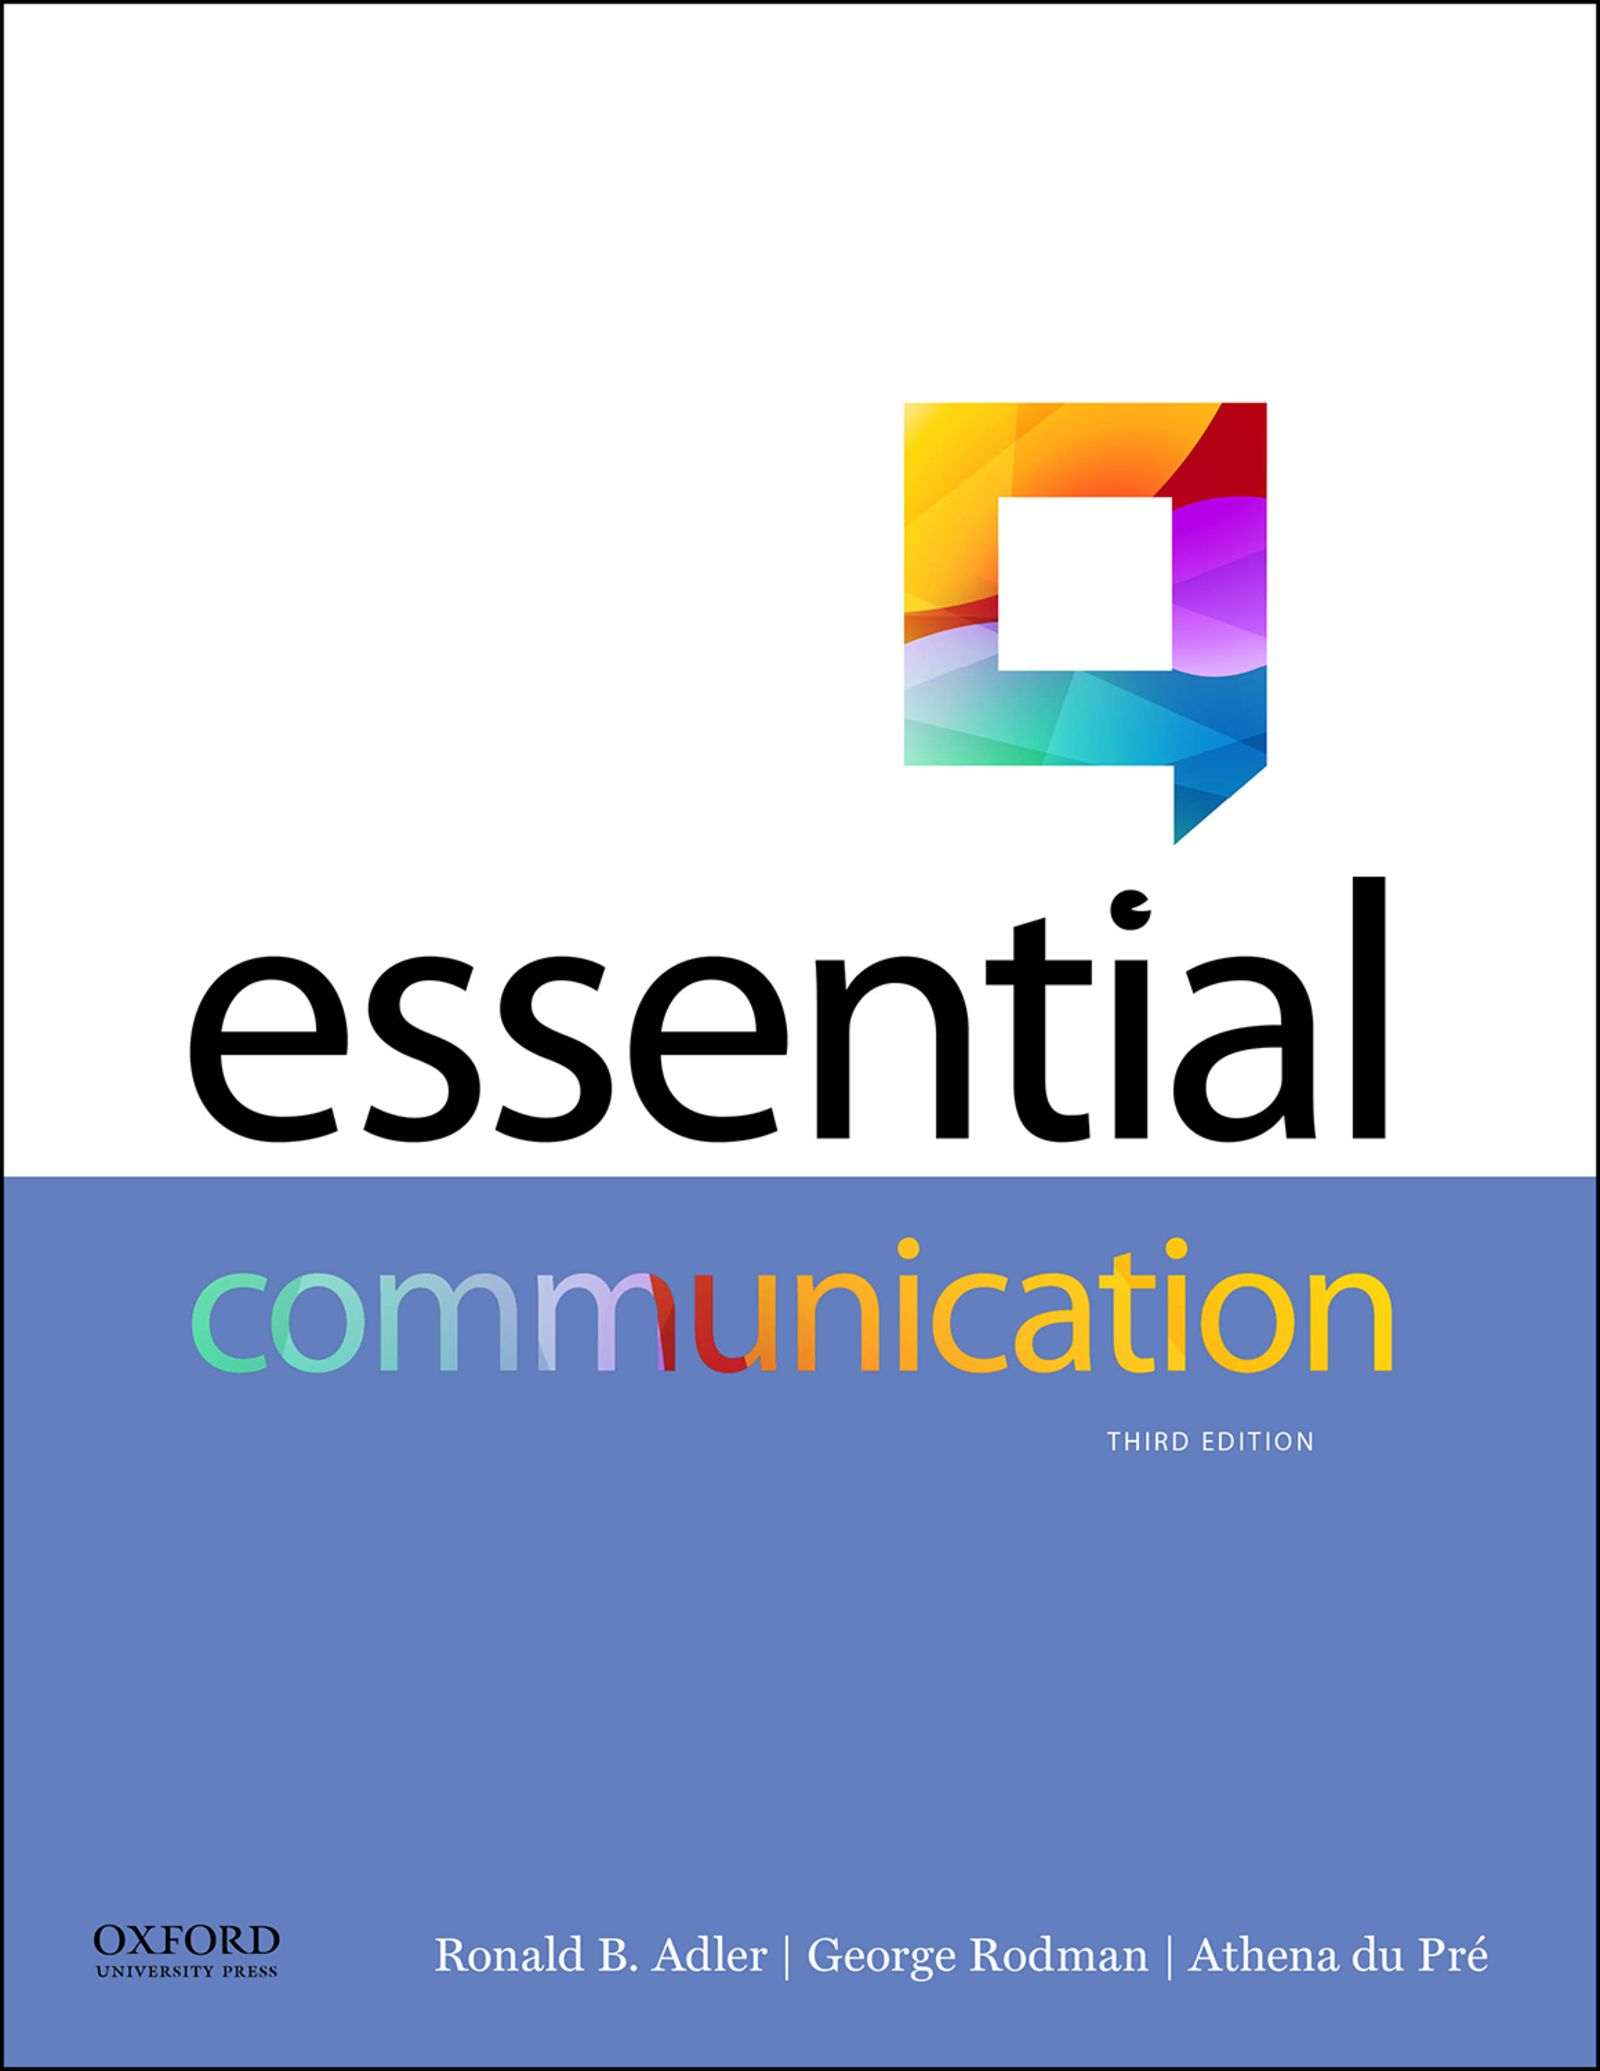 essential
communication
THIRD EDITION
OXFORD
UNIVERSITY PRESS
Ronald B. Adler | George Rodman | Athena du Pré